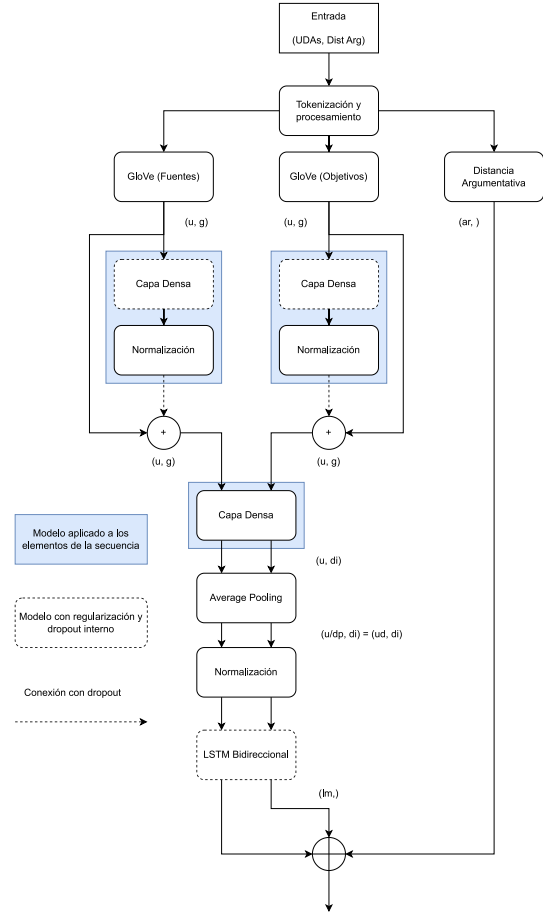 Entrada
(UDAs, Dist Arg)
Tokenización y
procesamiento
GloVe (Fuentes)
GloVe (Objetivos)
Distancia
Argumentativa
(u, g)
(u, g)
(ar, )
Capa Densa
Capa Densa
Normalización
Normalización
+
+
(u, g)
(u, g)
Capa Densa
Modelo aplicado a los
elementos de la secuencia
(u, di)
Average Pooling
Modelo con regularización y
dropout interno
(u/dp, di) = (ud, di)
Normalización
Conexión con dropout
LSTM Bidireccional
(lm,)